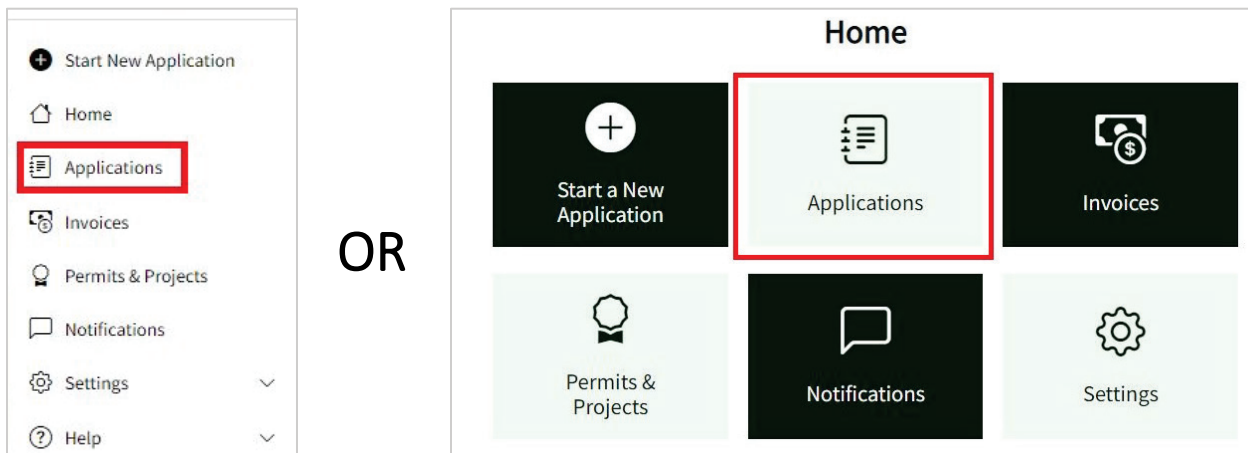 Start New Application
Home
Applications
Invoices
Permits & Projects
Notifications
Settings
Help
OR
Home
Start a New
Application
Applications
Invoices
Permits &
Projects
Notifications
Settings